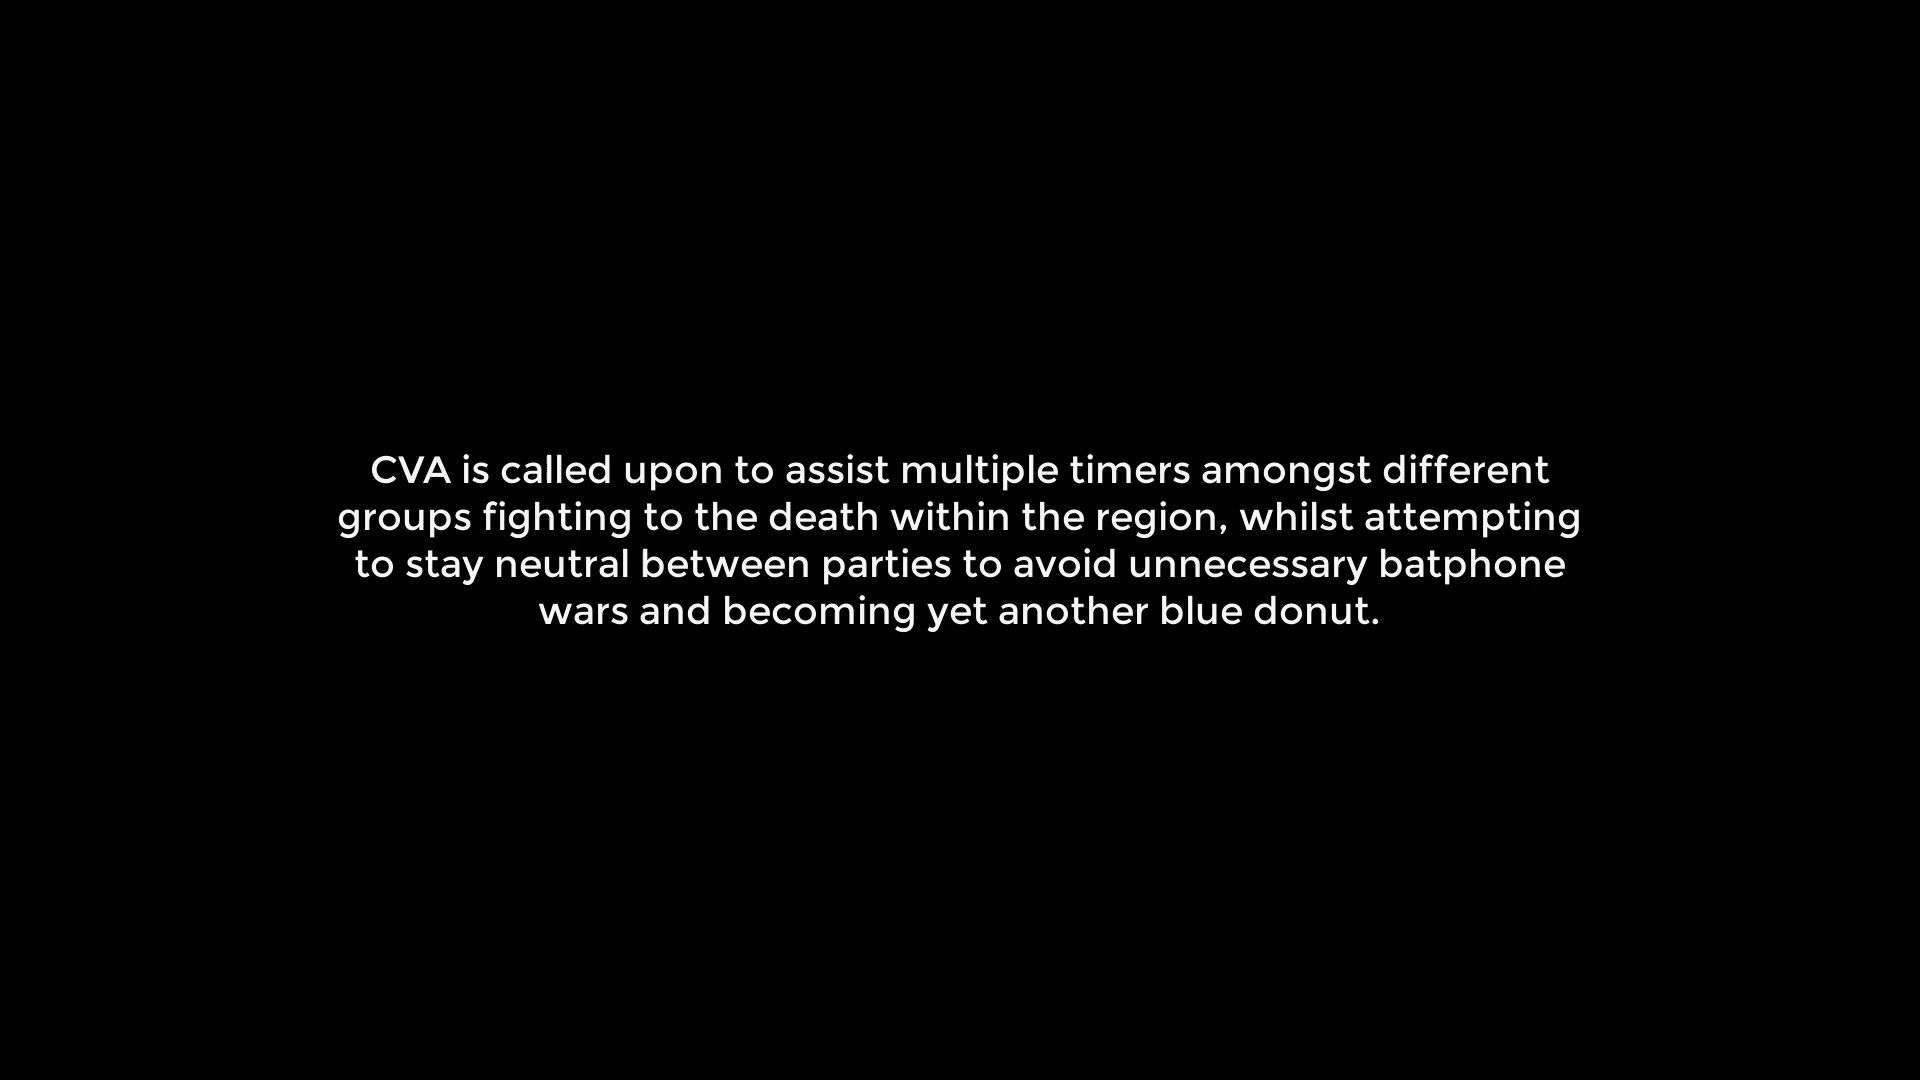 CVA is called upon to assist multiple timers amongst different
groups fighting to the death within the region, whilst attempting
to stay neutral between parties to avoid unnecessary batphone
wars and becoming yet another blue donut.